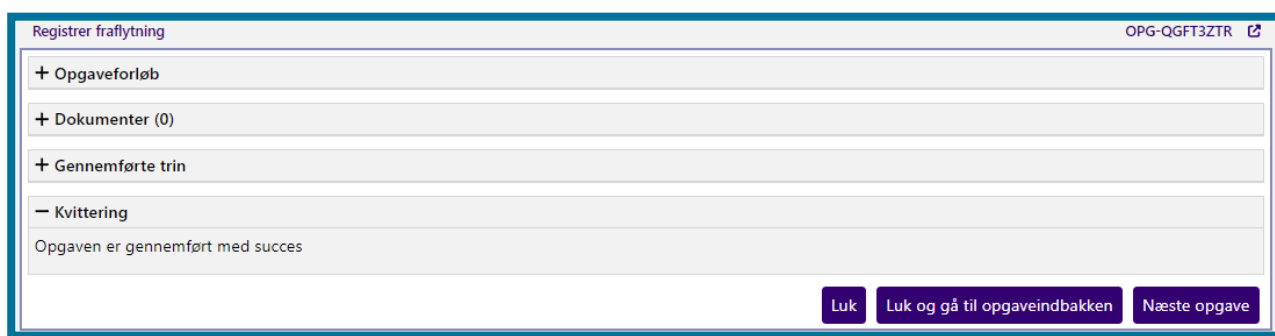 Registrer fraflytning OPG-QGFT3ZTR
+ Opgaveforløb
+ Dokumenter (0)
+ Gennemførte trin
− Kvittering
Opgaven er gennemført med succes
Luk Luk og gå til opgaveindbakken Næste opgave